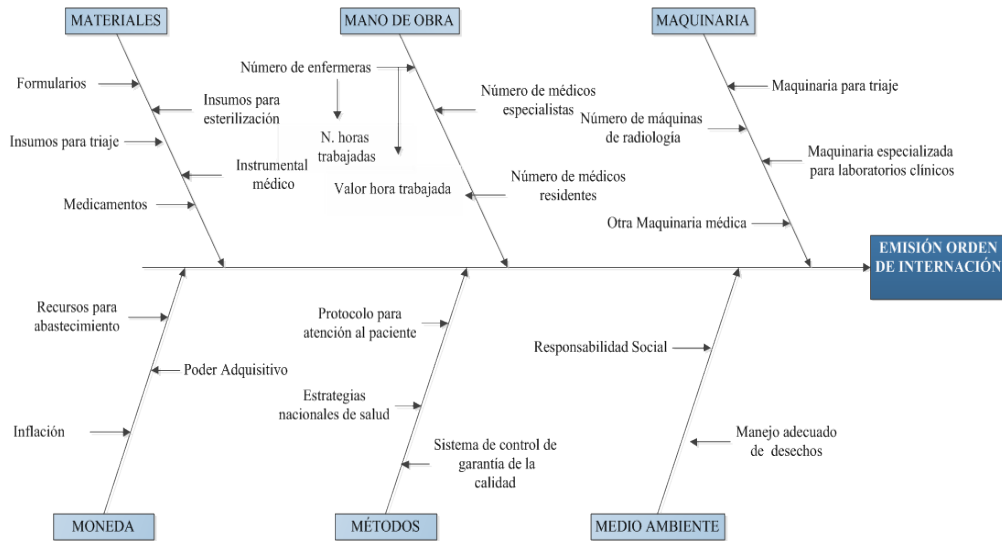 MATERIALES
MANO DE OBRA
MAQUINARIA
Formularios
Insumos para
esterilización
Insumos para triaje
Instrumental
médico
Medicamentos
Número de enfermeras
N. horas
trabajadas
Valor hora trabajada
Número de médicos
especialistas
Número de médicos
residentes
Maquinaria para triaje
Número de máquinas
de radiología
Maquinaria especializada
para laboratorios clínicos
Otra Maquinaria médica
EMISIÓN ORDEN
DE INTERNACIÓN
Recursos para
abastecimiento
Poder Adquisitivo
Inflación
Protocolo para
atención al paciente
Estrategias
nacionales de salud
Sistema de control de
garantía de la
calidad
Responsabilidad Social
Manejo adecuado
de desechos
MONEDA
MÉTODOS
MEDIO AMBIENTE